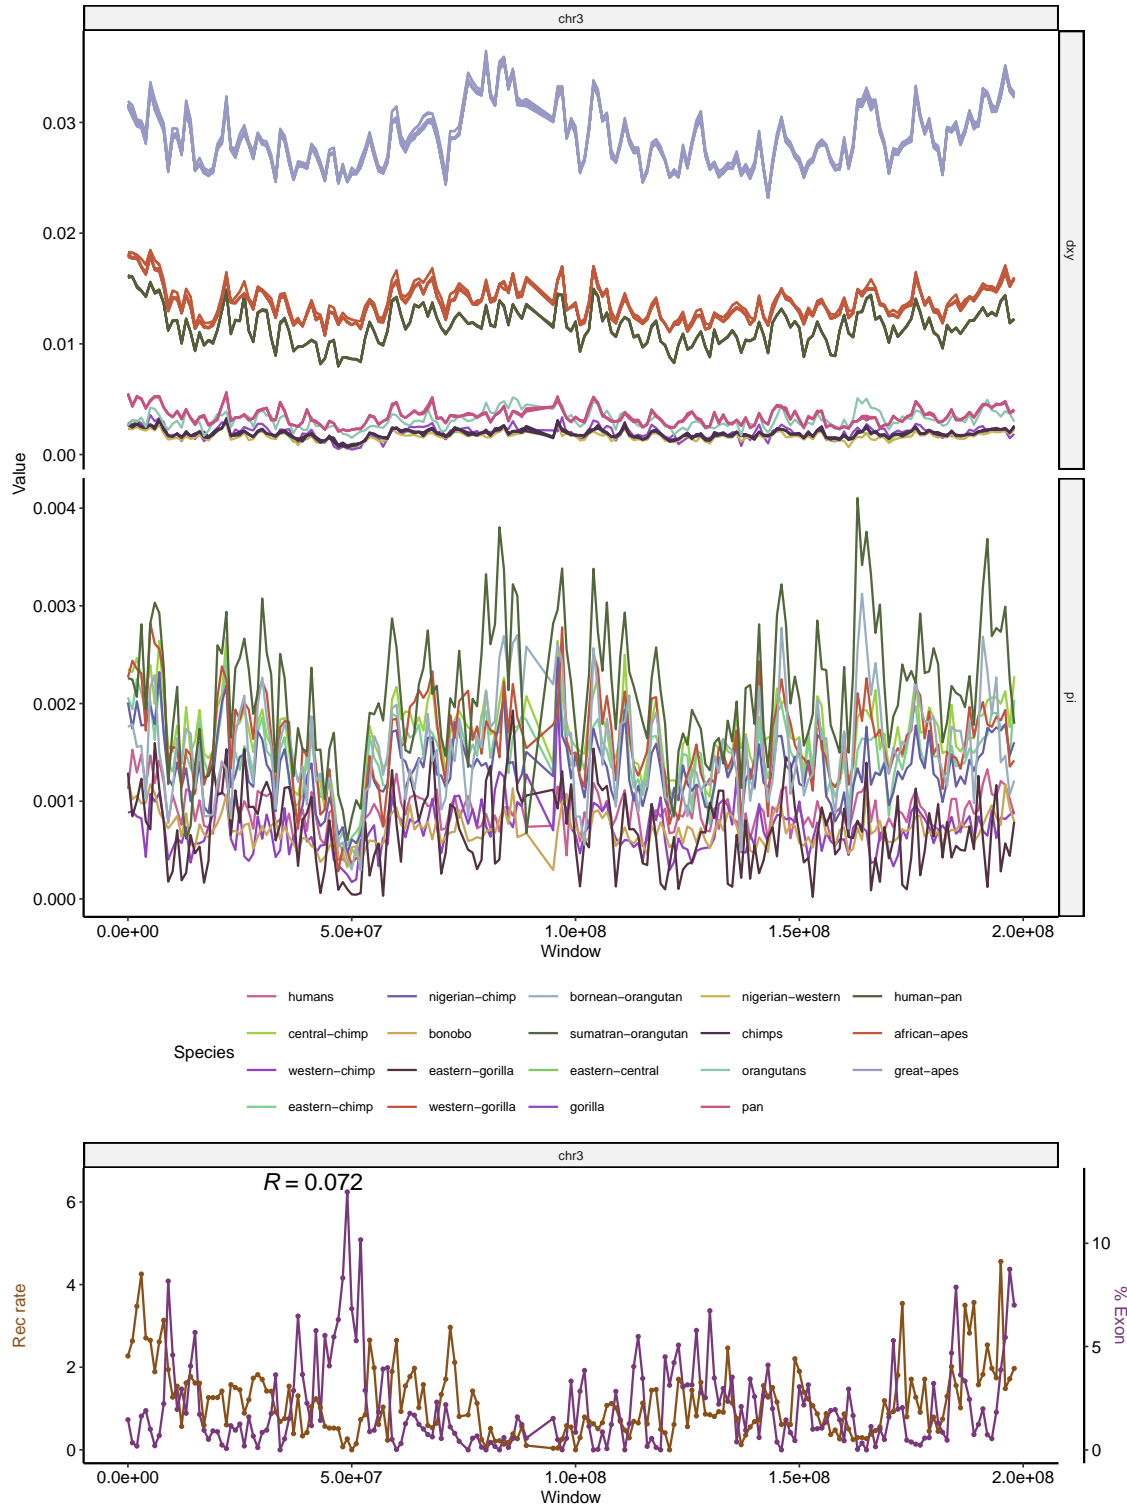 chr3
0.03
0.02
0.01
0.00
dxy
Value
0.004
0.003
0.002
0.001
0.000
pi
0.0e+00 5.0e+07 1.0e+08 1.5e+08 2.0e+08
Window
Species
humans nigerian−chimp bornean−orangutan nigerian−western human−pan
central−chimp bonobo sumatran−orangutan chimps african−apes
western−chimp eastern−gorilla eastern−central orangutans great−apes
eastern−chimp western−gorilla gorilla pan
chr3
R = 0.072
6
4
2
0
Rec rate
10
5
0
% Exon
0.0e+00 5.0e+07 1.0e+08 1.5e+08 2.0e+08
Window